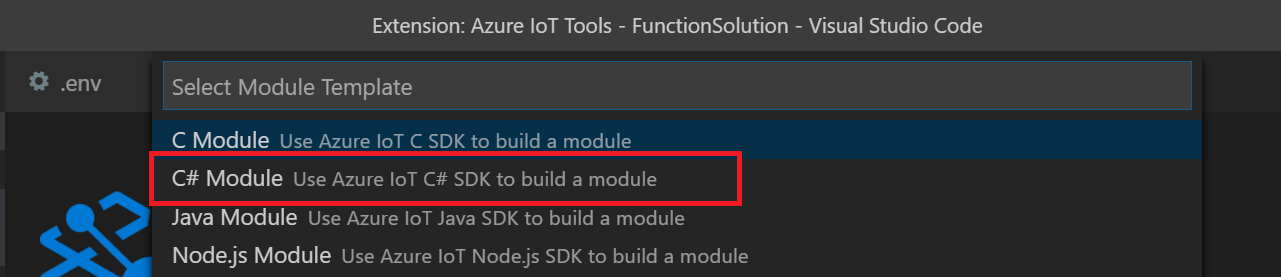 Extension: Azure IoT Tools - FunctionSolution - Visual Studio Code
.env
Select Module Template
C Module Use Azure IoT C SDK to build a module
C# Module Use Azure IoT C# SDK to build a module
Java Module Use Azure IoT Java SDK to build a module
Node.js Module Use Azure IoT Node.js SDK to build a module